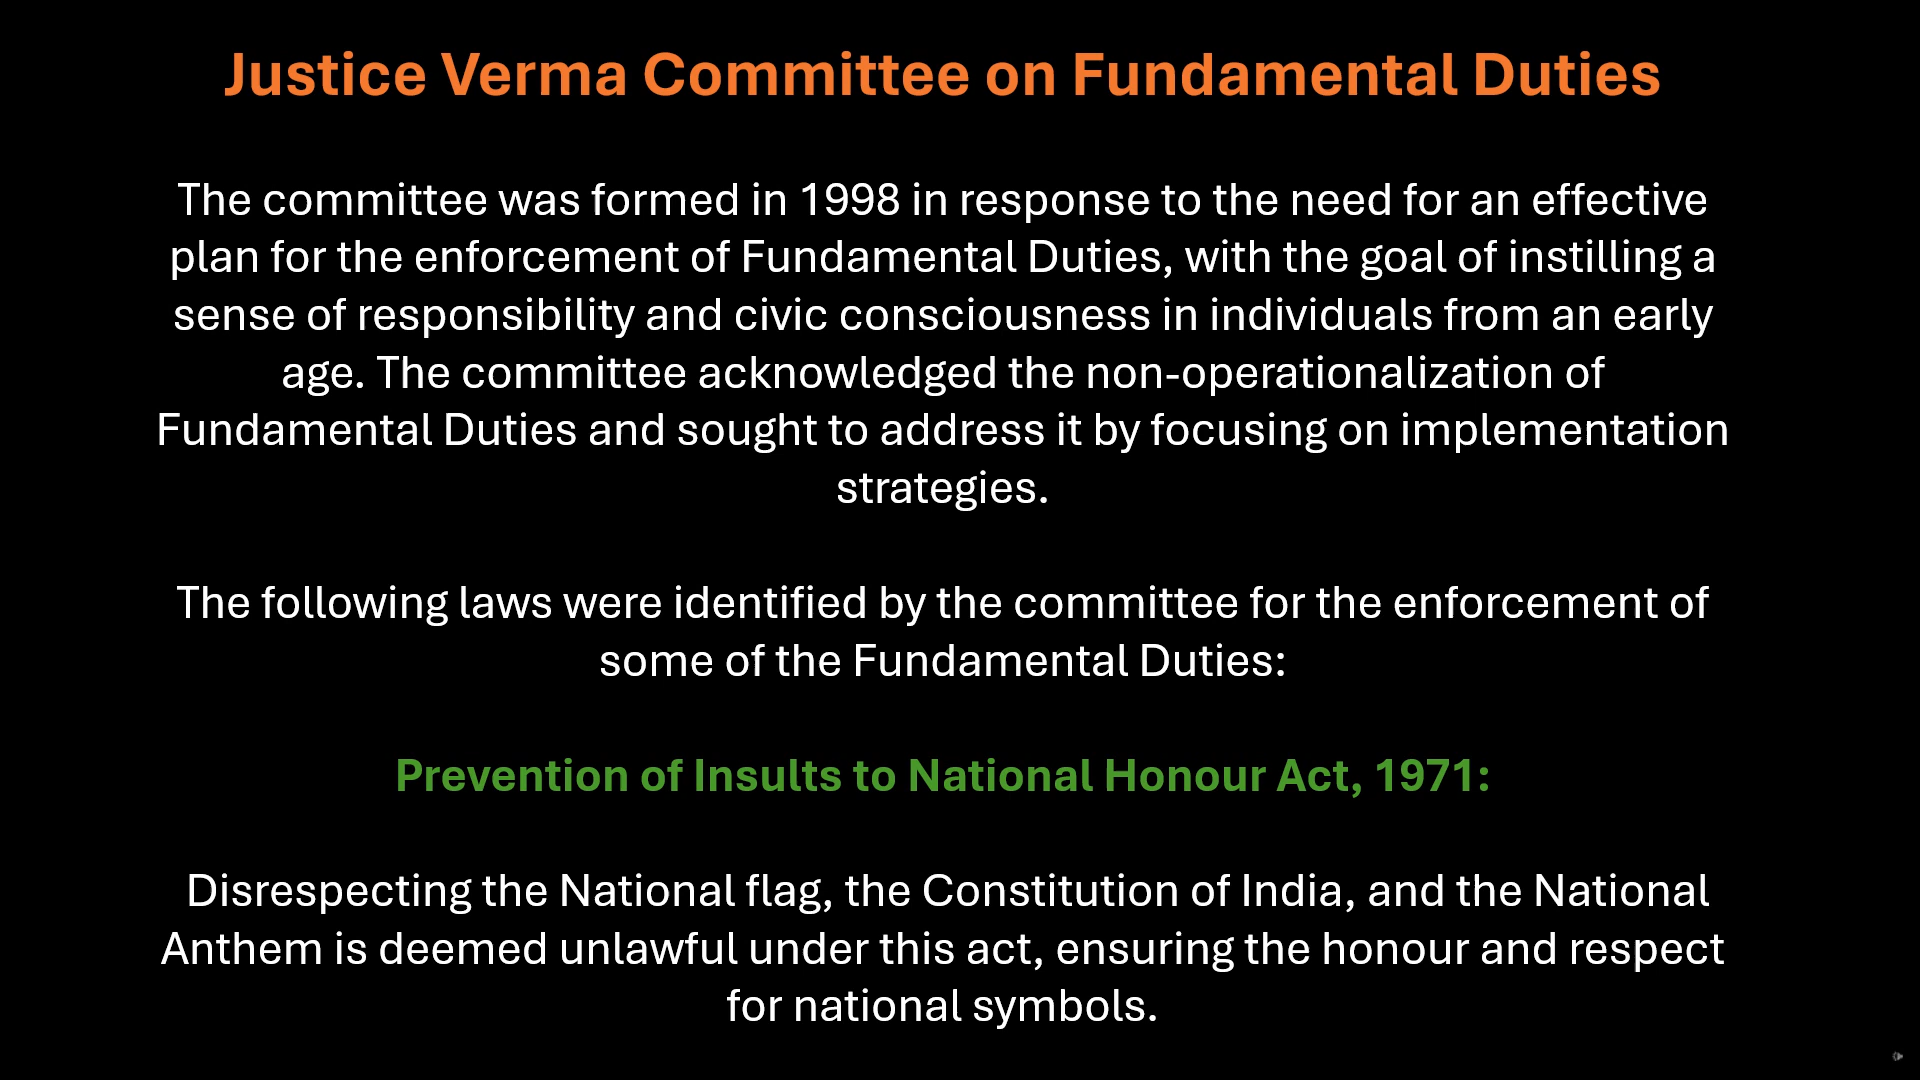 Justice Verma Committee on Fundamental Duties
The committee was formed in 1998 in response to the need for an effective
plan for the enforcement of Fundamental Duties, with the goal of instilling a
sense of responsibility and civic consciousness in individuals from an early
age. The committee acknowledged the non-operationalization of
Fundamental Duties and sought to address it by focusing on implementation
strategies.
The following laws were identified by the committee for the enforcement of
some of the Fundamental Duties:
Prevention of Insults to National Honour Act, 1971:
Disrespecting the National flag, the Constitution of India, and the National
Anthem is deemed unlawful under this act, ensuring the honour and respect
for national symbols.